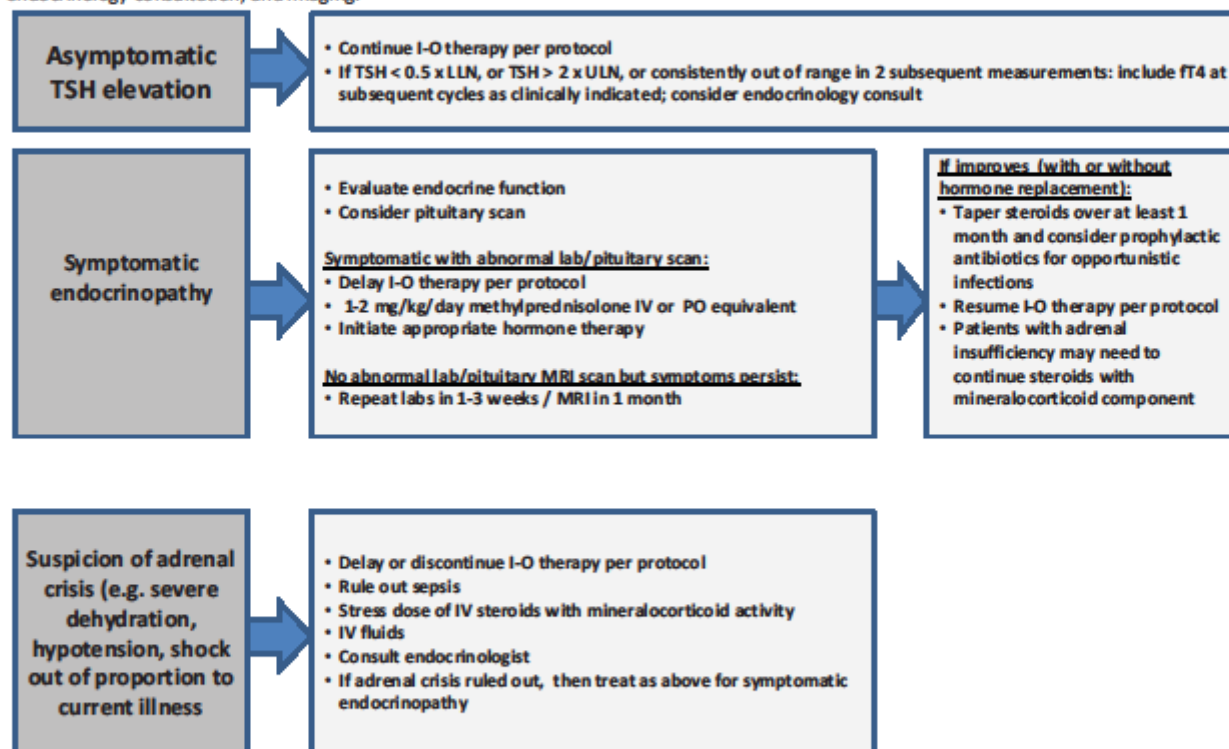 Asymptomatic
TSH elevation
• Continue I-O therapy per protocol
• If TSH < 0.5 x LLN, or TSH > 2 x ULN, or consistently out of range in 2 subsequent measurements: include fT4 at
subsequent cycles as clinically indicated; consider endocrinology consult
Symptomatic
endocrinopathy
• Evaluate endocrine function
• Consider pituitary scan
Symptomatic with abnormal lab/pituitary scan:
• Delay I-O therapy per protocol
• 1-2 mg/kg/day methylprednisolone IV or PO equivalent
• Initiate appropriate hormone therapy
No abnormal lab/pituitary MRI scan but symptoms persist:
• Repeat labs in 1-3 weeks / MRI in 1 month
If improves (with or without
hormone replacement):
• Taper steroids over at least 1
month and consider prophylactic
antibiotics for opportunistic
infections
• Resume I-O therapy per protocol
• Patients with adrenal
insufficiency may need to
continue steroids with
mineralocorticoid component
Suspicion of adrenal
crisis (e.g. severe
dehydration,
hypotension, shock
out of proportion to
current illness
• Delay or discontinue I-O therapy per protocol
• Rule out sepsis
• Stress dose of IV steroids with mineralocorticoid activity
• IV fluids
• Consult endocrinologist
• If adrenal crisis ruled out, then treat as above for symptomatic
endocrinopathy